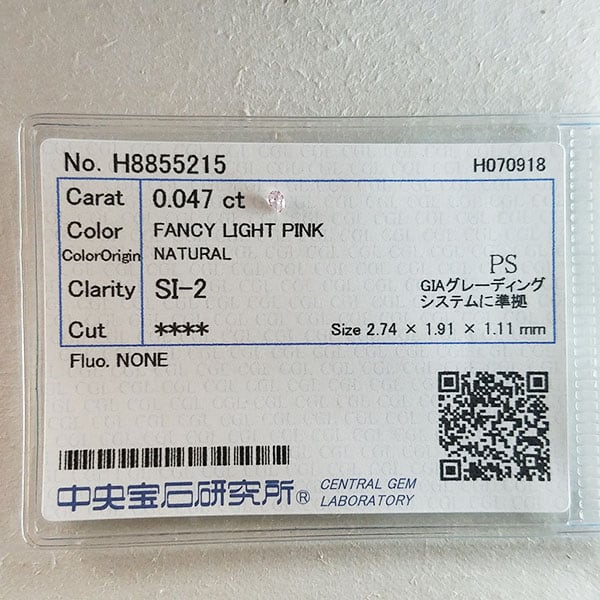 No. H8855215 H070918
Carat 0.047 ct
Color FANCY LIGHT PINK
ColorOrigin NATURAL
Clarity SI-2
PS
GIAグレーディング
システムに準拠
Cut **** Size 2.74 × 1.91 × 1.11 mm
Fluo. NONE
中央宝石研究所® CENTRAL GEM
LABORATORY